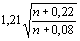 1,21√((n + 0,22)/(n + 0,08))